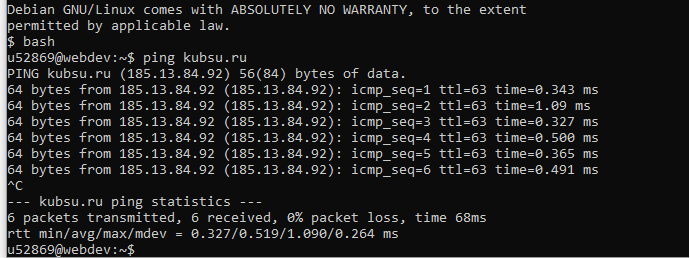 Debian GNU/Linux comes with ABSOLUTELY NO WARRANTY, to the extent
permitted by applicable law.
$ bash
u52869@webdev:~$ ping kubsu.ru
PING kubsu.ru (185.13.84.92) 56(84) bytes of data.
64 bytes from 185.13.84.92 (185.13.84.92): icmp_seq=1 ttl=63 time=0.343 ms
64 bytes from 185.13.84.92 (185.13.84.92): icmp_seq=2 ttl=63 time=1.09 ms
64 bytes from 185.13.84.92 (185.13.84.92): icmp_seq=3 ttl=63 time=0.327 ms
64 bytes from 185.13.84.92 (185.13.84.92): icmp_seq=4 ttl=63 time=0.500 ms
64 bytes from 185.13.84.92 (185.13.84.92): icmp_seq=5 ttl=63 time=0.365 ms
64 bytes from 185.13.84.92 (185.13.84.92): icmp_seq=6 ttl=63 time=0.491 ms
^C
--- kubsu.ru ping statistics ---
6 packets transmitted, 6 received, 0% packet loss, time 68ms
rtt min/avg/max/mdev = 0.327/0.519/1.090/0.264 ms
u52869@webdev:~$